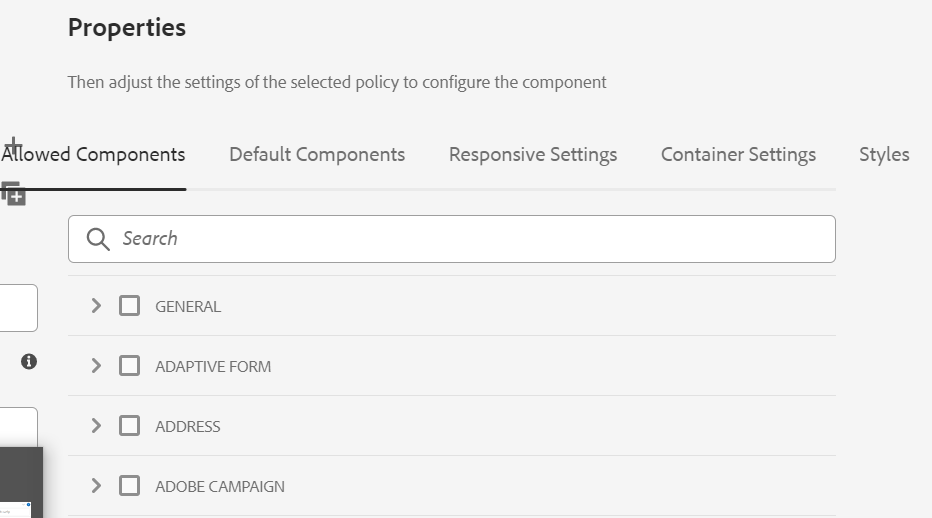 Properties
Then adjust the settings of the selected policy to configure the component
Allowed Components Default Components Responsive Settings Container Settings Styles
Search
GENERAL
ADAPTIVE FORM
ADDRESS
ADOBE CAMPAIGN